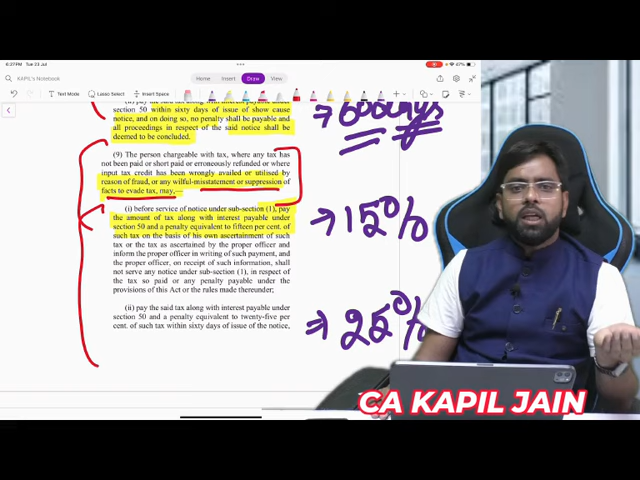 6:27 PM Tue 23 Jul
47%
KAPIL's Notebook
Home Insert Draw View
Text Mode Lasso Select Insert Space
section 50 within sixty days of issue of show cause
notice, and on doing so, no penalty shall be payable and
all proceedings in respect of the said notice shall be
deemed to be concluded.
⇒ 60 days
(9) The person chargeable with tax, where any tax has
not been paid or short paid or erroneously refunded or where
input tax credit has been wrongly availed or utilised by
reason of fraud, or any wilful-misstatement or suppression of
facts to evade tax, may,—
(i) before service of notice under sub-section (1), pay
the amount of tax along with interest payable under
section 50 and a penalty equivalent to fifteen per cent. of
such tax on the basis of his own ascertainment of such
tax or the tax as ascertained by the proper officer and
inform the proper officer in writing of such payment, and
the proper officer, on receipt of such information, shall
not serve any notice under sub-section (1), in respect of
the tax so paid or any penalty payable under the
provisions of this Act or the rules made thereunder;
⇒ 15%
(ii) pay the said tax along with interest payable under
section 50 and a penalty equivalent to twenty-five per
cent. of such tax within sixty days of issue of the notice,
⇒ 25%
CA KAPIL JAIN